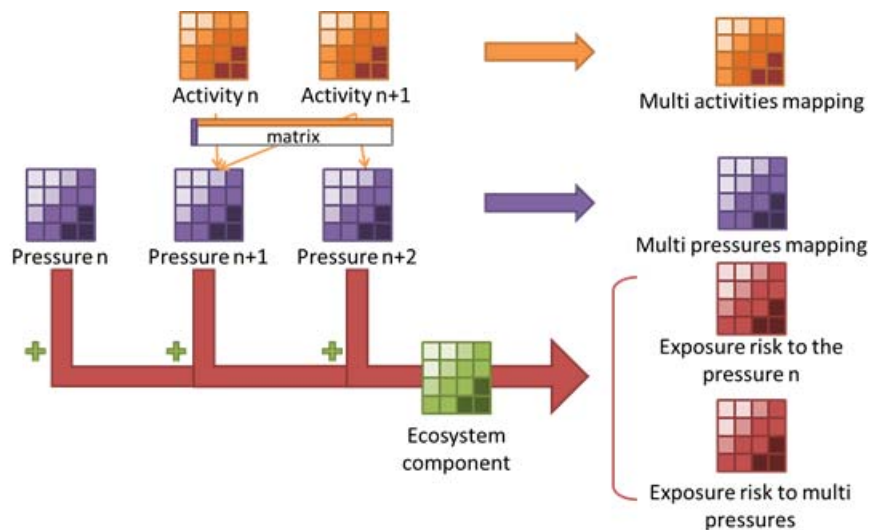 Activity n
Activity n+1
Multi activities mapping
matrix
Pressure n
Pressure n+1
Pressure n+2
Multi pressures mapping
Exposure risk to the
pressure n
Ecosystem
component
Exposure risk to multi
pressures